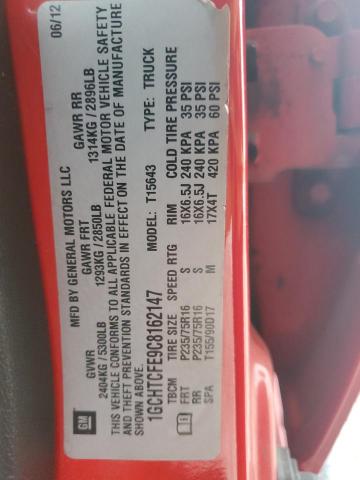 GM
MFD BY GENERAL MOTORS LLC
06/12
GVWR GAWR FRT GAWR RR
2404KG / 5300LB 1293KG / 2850LB 1314KG / 2896LB
THIS VEHICLE CONFORMS TO ALL APPLICABLE FEDERAL MOTOR VEHICLE SAFETY
AND THEFT PREVENTION STANDARDS IN EFFECT ON THE DATE OF MANUFACTURE
SHOWN ABOVE.
1GCHTCFE9C8162147 MODEL: T15643 TYPE: TRUCK
TBCM TIRE SIZE SPEED RTG RIM COLD TIRE PRESSURE
FRT P235/75R16 S 16X6.5J 240 KPA 35 PSI
RR P235/75R16 S 16X6.5J 240 KPA 35 PSI
SPA T155/90D17 M 17X4T 420 KPA 60 PSI